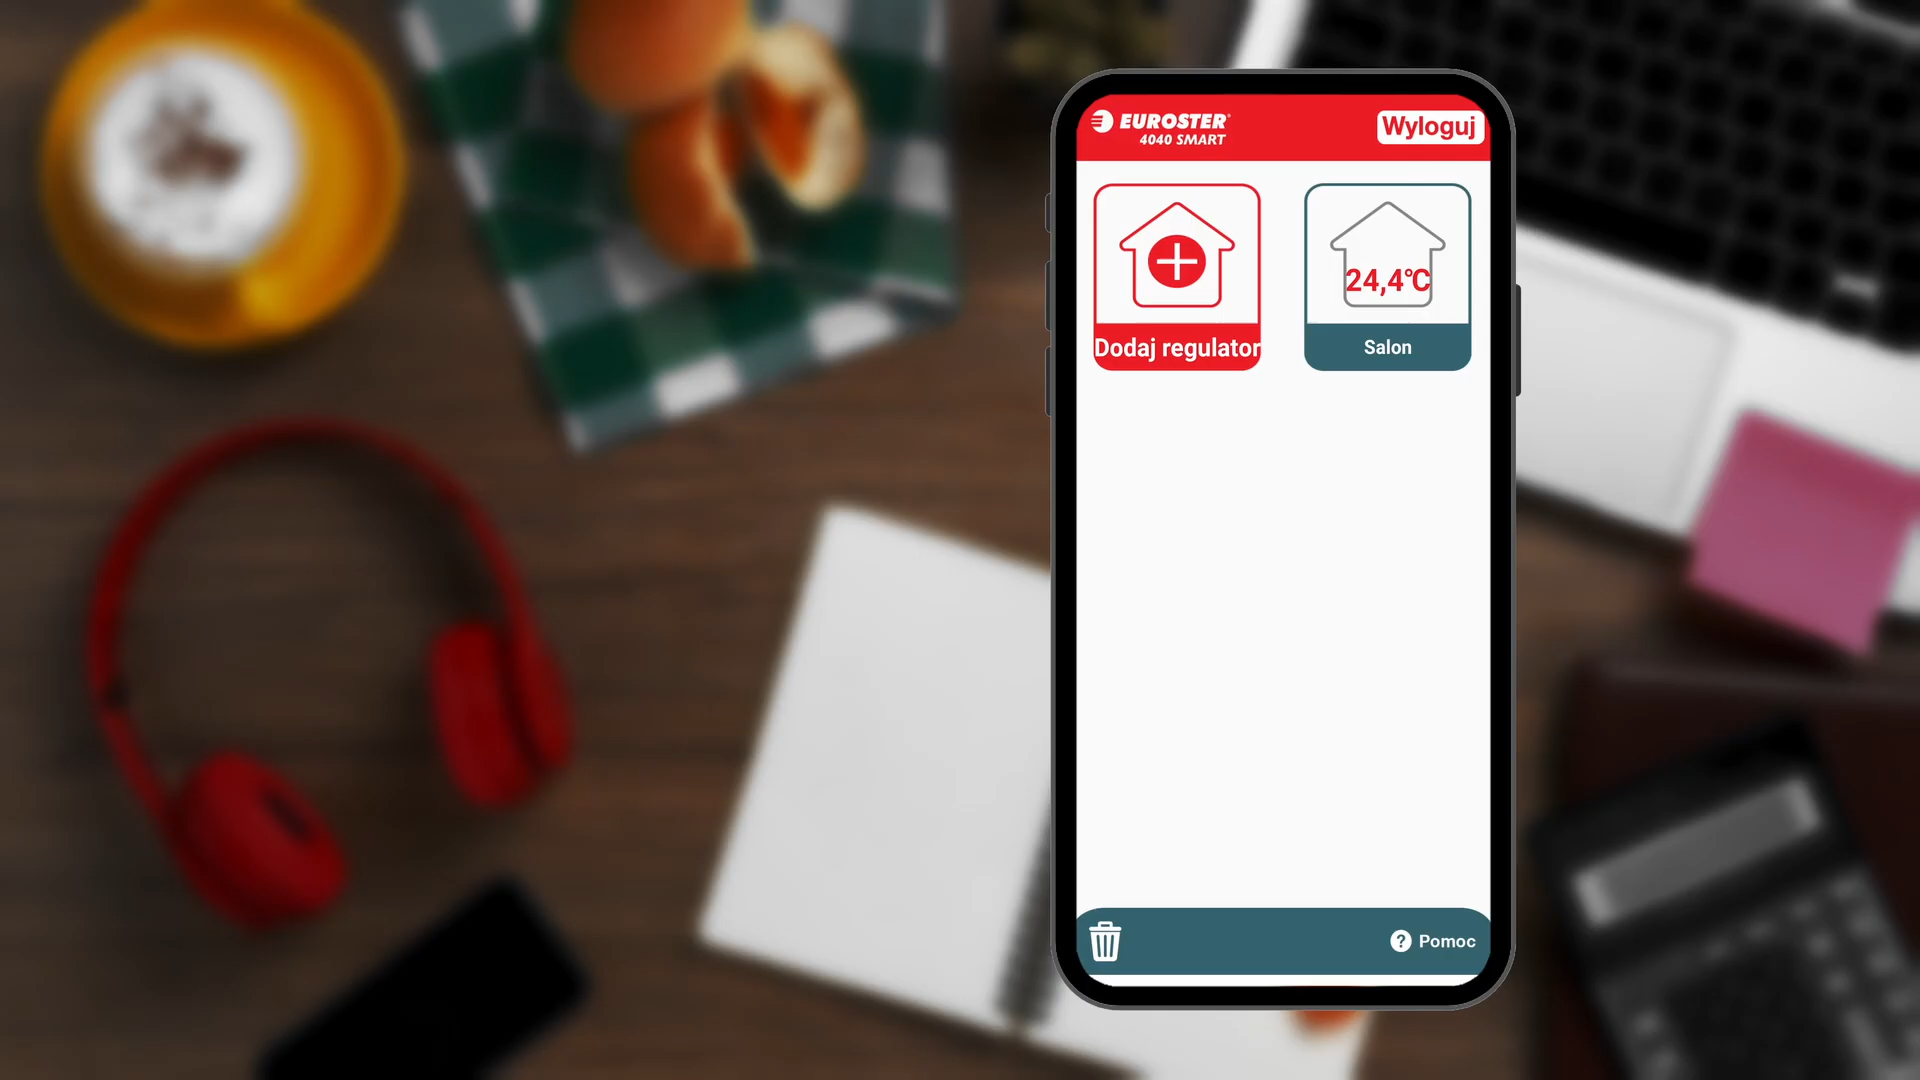 EUROSTER
4040 SMART
Wyloguj
24,4°C
Dodaj regulator
Salon
? Pomoc